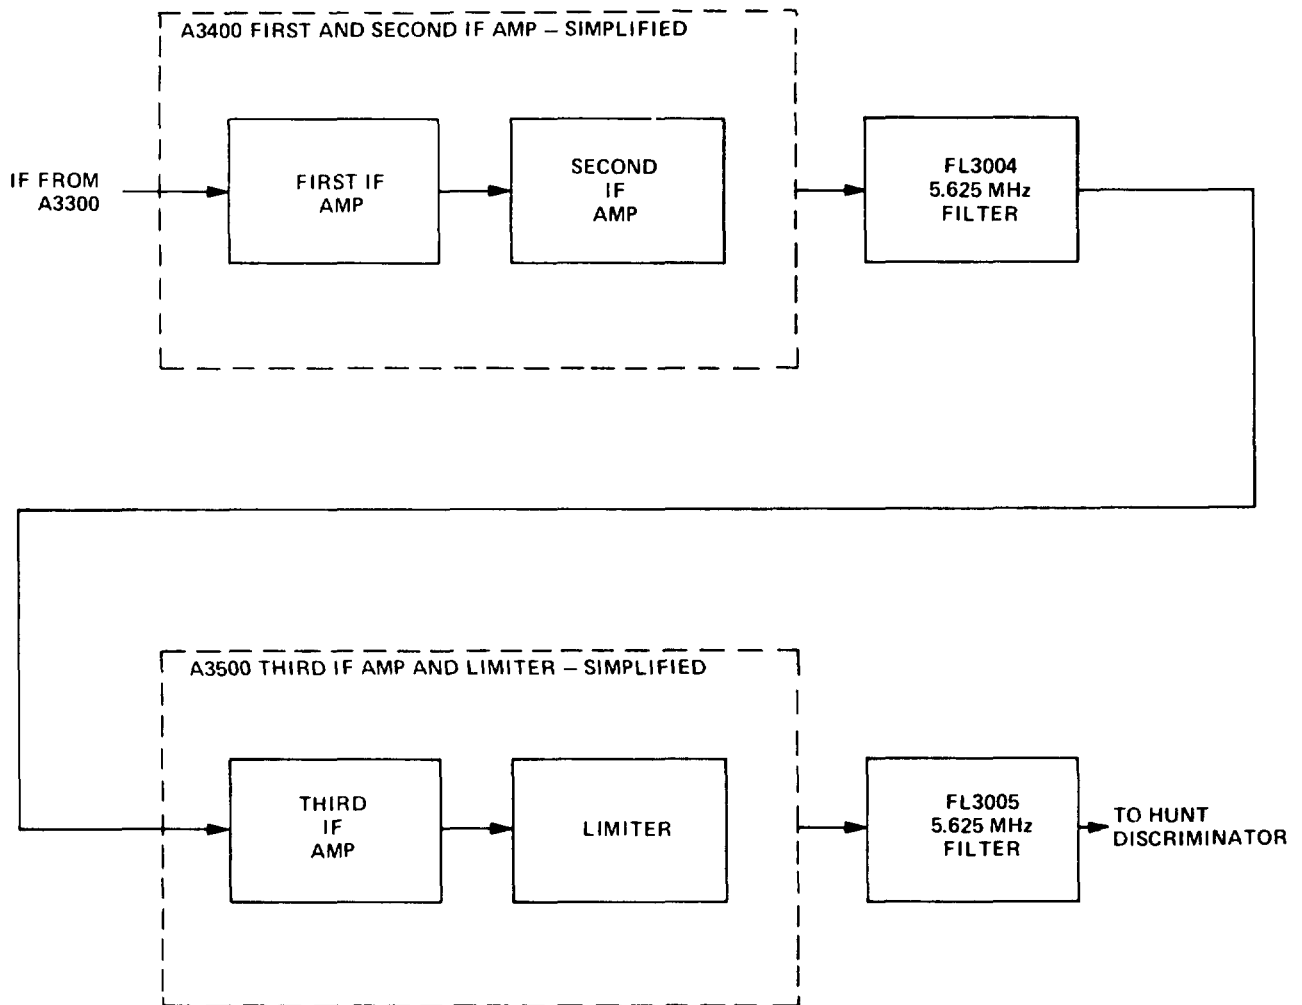 A3400 FIRST AND SECOND IF AMP – SIMPLIFIED
IF FROM
A3300
FIRST IF
AMP
SECOND
IF
AMP
FL3004
5.625 MHz
FILTER
A3500 THIRD IF AMP AND LIMITER – SIMPLIFIED
THIRD
IF
AMP
LIMITER
FL3005
5.625 MHz
FILTER
TO HUNT
DISCRIMINATOR